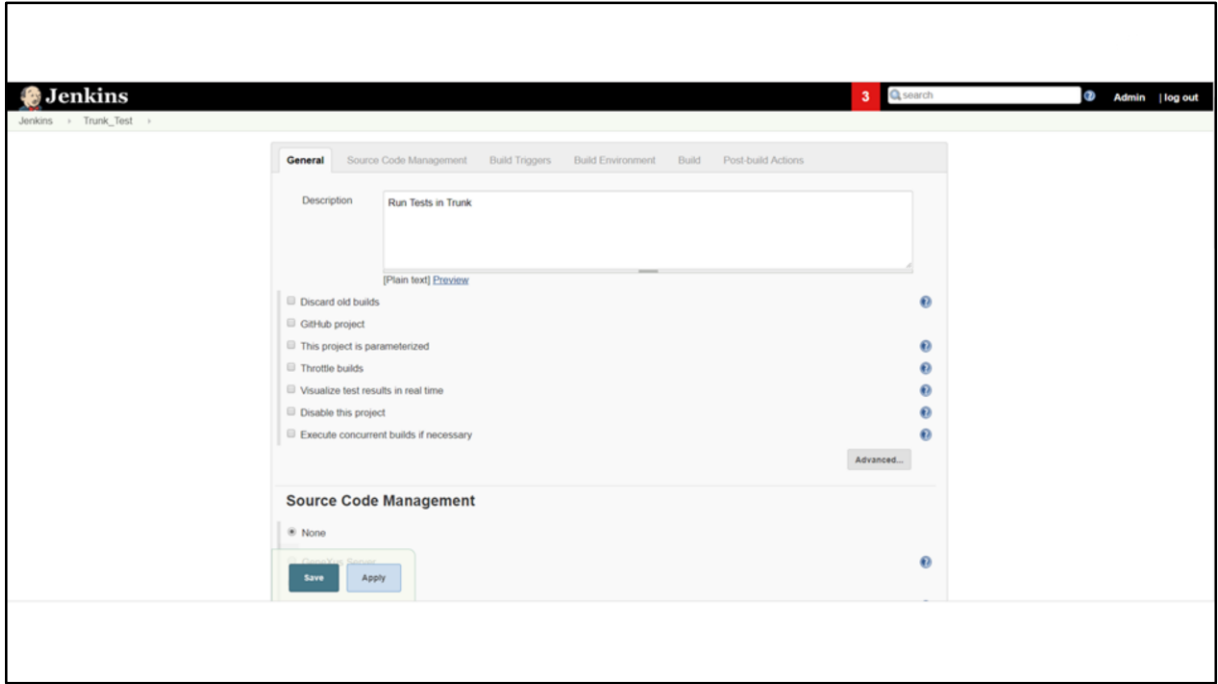 Jenkins
3
search
Admin | log out
Jenkins
Trunk_Test
General Source Code Management Build Triggers Build Environment Build Post-build Actions
Description
Run Tests in Trunk
[Plain text] Preview
Discard old builds
GitHub project
This project is parameterized
Throttle builds
Visualize test results in real time
Disable this project
Execute concurrent builds if necessary
Advanced...
Source Code Management
None
GeneXus Server
Save
Apply